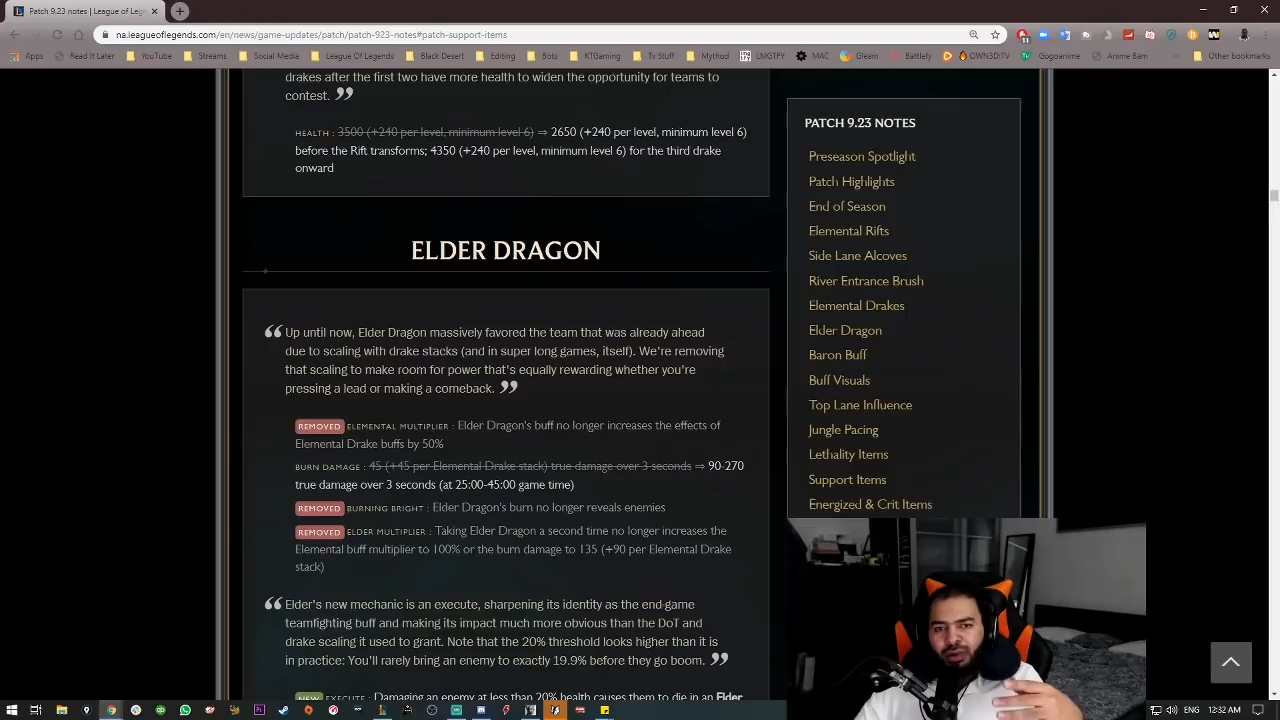 Patch 9.23 notes | League of Leg
na.leagueoflegends.com/en/news/game-updates/patch/patch-923-notes#patch-support-items
Apps
Read It Later
YouTube
Streams
Social
!League Of Legends
Black Desert
Editing
Bots
KTGaming
Tv Stuff
Mythod
LMGTFY
MAC
Gleam
Battlefy
OWN3D:TV
Gogoanime
Anime Bam
Other bookmarks
drakes after the first two have more health to widen the opportunity for teams to
contest. ”
HEALTH : 3500 (+240 per level, minimum level 6) ⇒ 2650 (+240 per level, minimum level 6)
before the Rift transforms; 4350 (+240 per level, minimum level 6) for the third drake
onward
ELDER DRAGON
“ Up until now, Elder Dragon massively favored the team that was already ahead
due to scaling with drake stacks (and in super long games, itself). We're removing
that scaling to make room for power that's equally rewarding whether you're
pressing a lead or making a comeback. ”
REMOVED ELEMENTAL MULTIPLIER : Elder Dragon's buff no longer increases the effects of
Elemental Drake buffs by 50%
BURN DAMAGE : 45 (+45 per Elemental Drake stack) true damage over 3 seconds ⇒ 90-270
true damage over 3 seconds (at 25:00-45:00 game time)
REMOVED BURNING BRIGHT : Elder Dragon's burn no longer reveals enemies
REMOVED ELDER MULTIPLIER : Taking Elder Dragon a second time no longer increases the
Elemental buff multiplier to 100% or the burn damage to 135 (+90 per Elemental Drake
stack)
“ Elder's new mechanic is an execute, sharpening its identity as the end-game
teamfighting buff and making its impact much more obvious than the DoT and
drake scaling it used to grant. Note that the 20% threshold looks higher than it is
in practice: You'll rarely bring an enemy to exactly 19.9% before they go boom. ”
NEW EXECUTE : Damaging an enemy at less than 20% health causes them to die in an Elder
PATCH 9.23 NOTES
Preseason Spotlight
Patch Highlights
End of Season
Elemental Rifts
Side Lane Alcoves
River Entrance Brush
Elemental Drakes
Elder Dragon
Baron Buff
Buff Visuals
Top Lane Influence
Jungle Pacing
Lethality Items
Support Items
Energized & Crit Items
ENG
12:32 AM